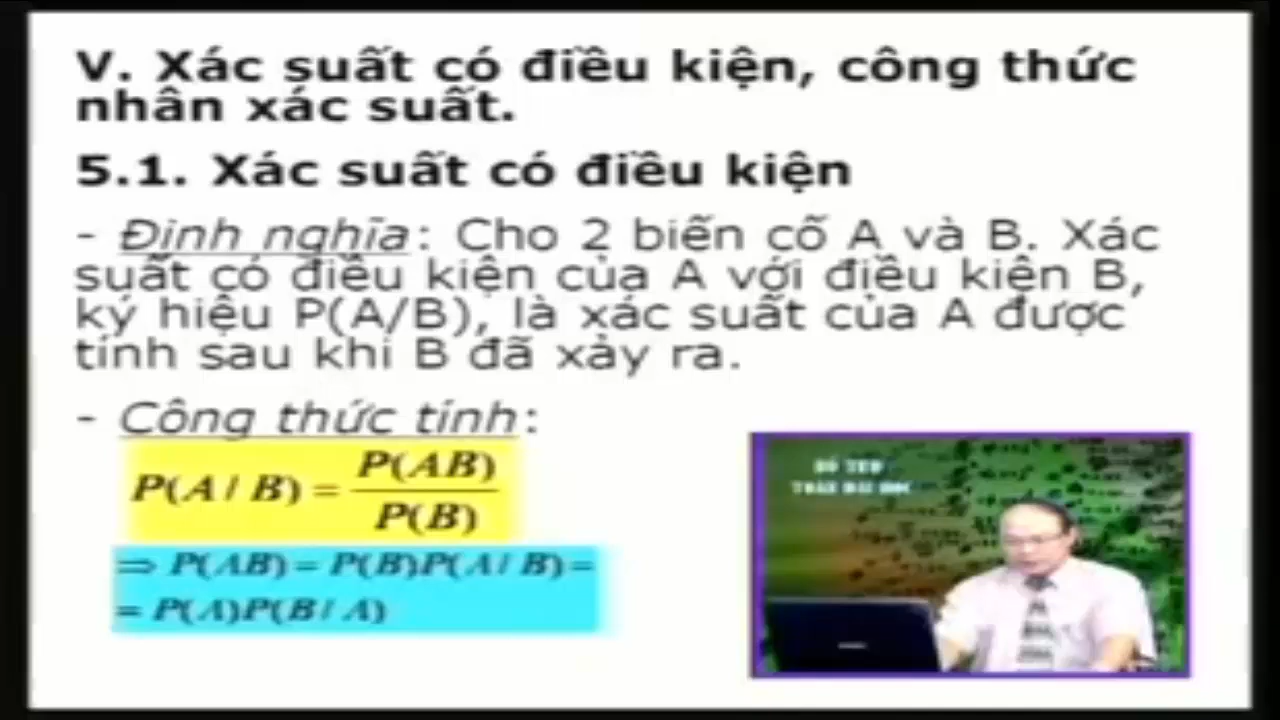 V. Xác suất có điều kiện, công thức
nhân xác suất.
5.1. Xác suất có điều kiện
- Định nghĩa: Cho 2 biến cố A và B. Xác
suất có điều kiện của A với điều kiện B,
ký hiệu P(A/B), là xác suất của A được
tính sau khi B đã xảy ra.
- Công thức tính:
P(A / B) = P(AB) / P(B)
⇒ P(AB) = P(B)P(A / B) =
= P(A)P(B / A)